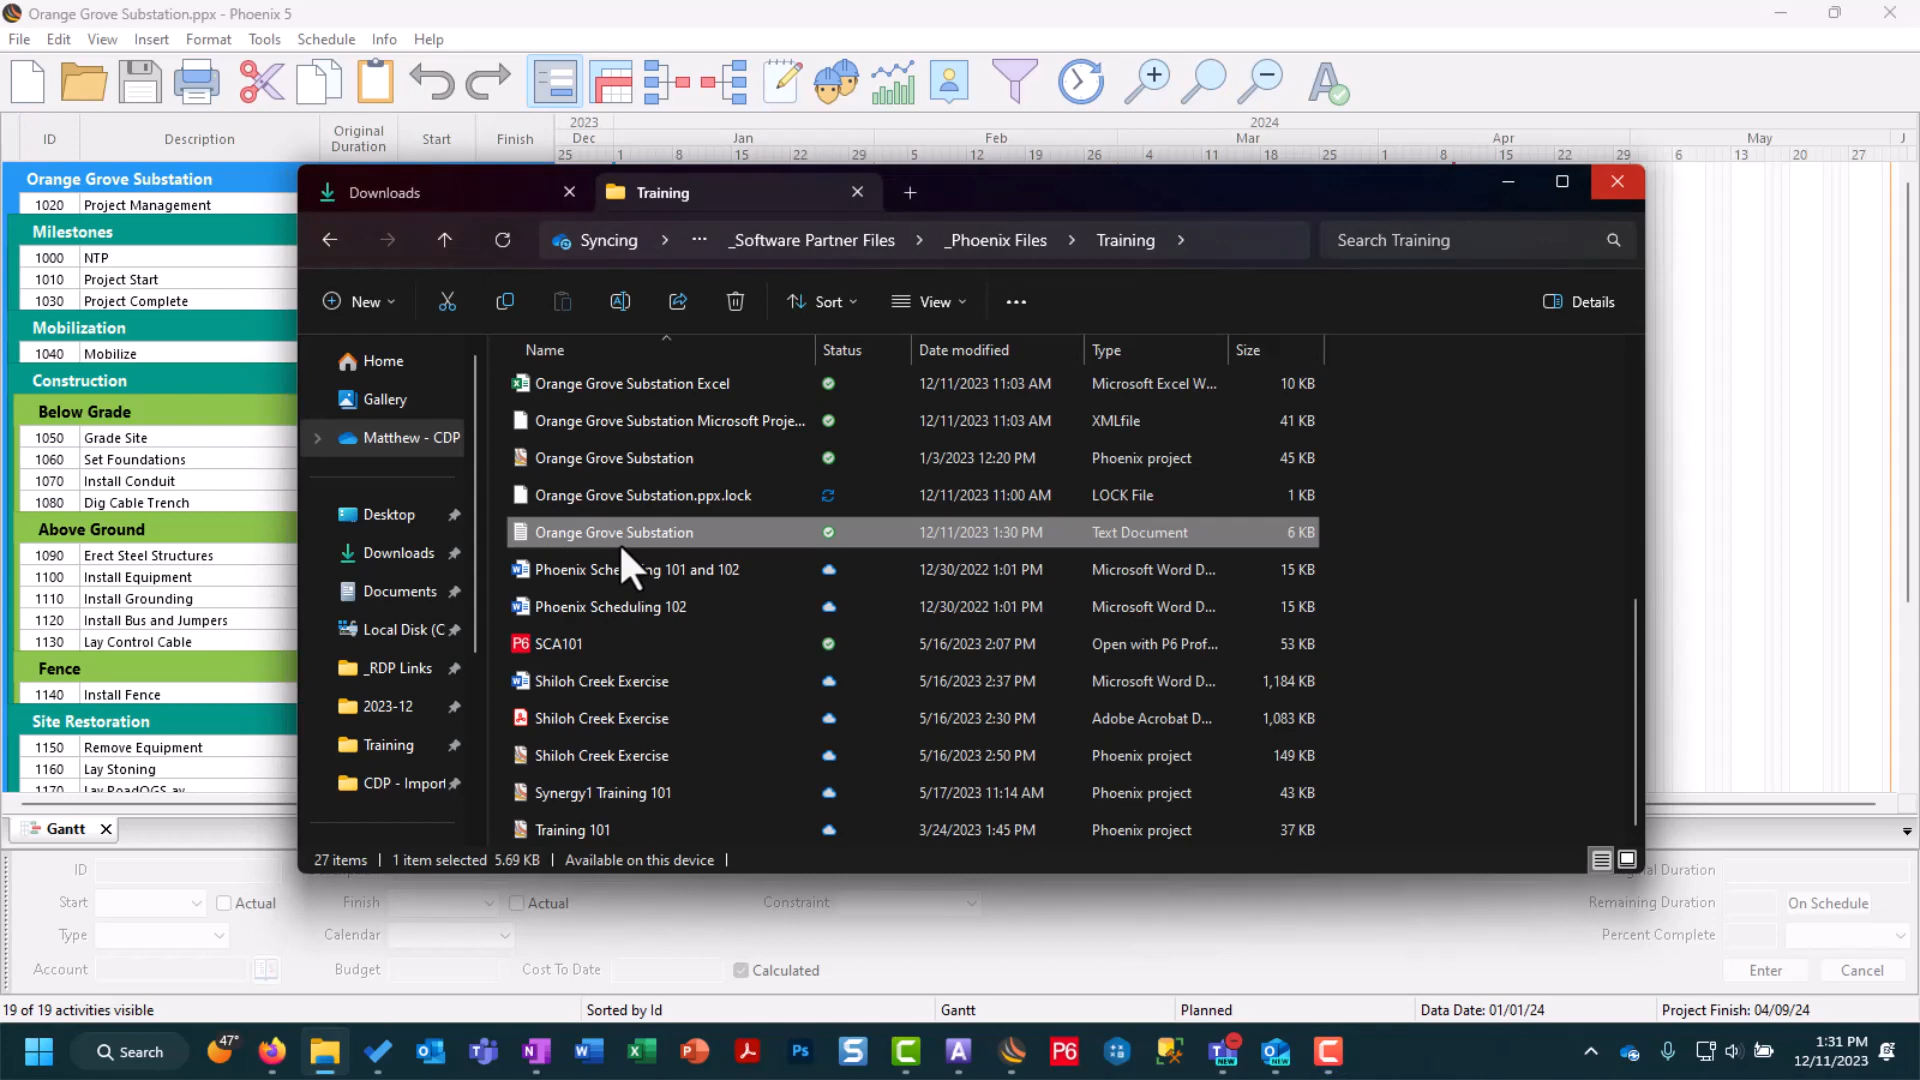 Orange Grove Substation.ppx - Phoenix 5
File Edit View Insert Format Tools Schedule Info Help
ID Description Original Duration Start Finish
2023 2024
Dec Jan Feb Mar Apr May J
25 1 8 15 22 29 5 12 19 26 4 11 18 25 1 8 15 22 29 6 13 20 27
Orange Grove Substation
1020 Project Management
Milestones
1000 NTP
1010 Project Start
1030 Project Complete
Mobilization
1040 Mobilize
Construction
Below Grade
1050 Grade Site
1060 Set Foundations
1070 Install Conduit
1080 Dig Cable Trench
Above Ground
1090 Erect Steel Structures
1100 Install Equipment
1110 Install Grounding
1120 Install Bus and Jumpers
1130 Lay Control Cable
Fence
1140 Install Fence
Site Restoration
1150 Remove Equipment
1160 Lay Stoning
Downloads Training
Syncing _Software Partner Files _Phoenix Files Training Search Training
New Sort View Details
Home
Gallery
Matthew - CDP
Desktop
Downloads
Documents
Local Disk (C
_RDP Links
2023-12
Training
CDP - Import
Name Status Date modified Type Size
Orange Grove Substation Excel 12/11/2023 11:03 AM Microsoft Excel W... 10 KB
Orange Grove Substation Microsoft Proje... 12/11/2023 11:03 AM XMLfile 41 KB
Orange Grove Substation 1/3/2023 12:20 PM Phoenix project 45 KB
Orange Grove Substation.ppx.lock 12/11/2023 11:00 AM LOCK File 1 KB
Orange Grove Substation 12/11/2023 1:30 PM Text Document 6 KB
Phoenix Sche ng 101 and 102 12/30/2022 1:01 PM Microsoft Word D... 15 KB
Phoenix Scheduling 102 12/30/2022 1:01 PM Microsoft Word D... 15 KB
P6 SCA101 5/16/2023 2:07 PM Open with P6 Prof... 53 KB
Shiloh Creek Exercise 5/16/2023 2:37 PM Microsoft Word D... 1,184 KB
Shiloh Creek Exercise 5/16/2023 2:30 PM Adobe Acrobat D... 1,083 KB
Shiloh Creek Exercise 5/16/2023 2:50 PM Phoenix project 149 KB
Synergy1 Training 101 5/17/2023 11:14 AM Phoenix project 43 KB
Training 101 3/24/2023 1:45 PM Phoenix project 37 KB
27 items 1 item selected 5.69 KB Available on this device
Gantt
ID Duration
Start Actual Finish Actual Constraint Remaining Duration On Schedule
Type Calendar Percent Complete
Account Budget Cost To Date Calculated Enter Cancel
19 of 19 activities visible Sorted by Id Gantt Planned Data Date: 01/01/24 Project Finish: 04/09/24
Search 47° Ps P6 NEW NEW 1:31 PM
12/11/2023